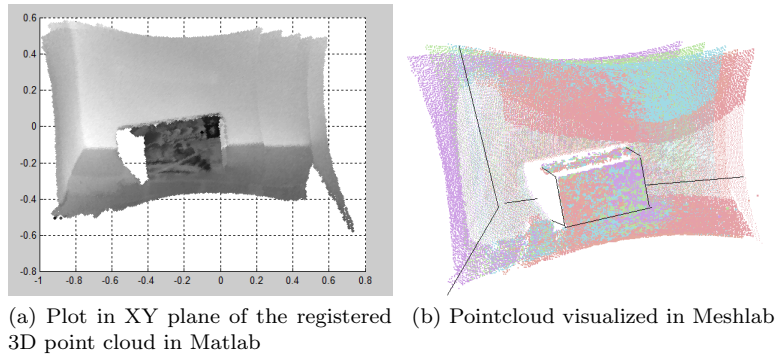 0.6
0.4
0.2
0
-0.2
-0.4
-0.6
-0.8
-1 -0.8 -0.6 -0.4 -0.2 0 0.2 0.4 0.6 0.8
(a) Plot in XY plane of the registered
3D point cloud in Matlab
(b) Pointcloud visualized in Meshlab